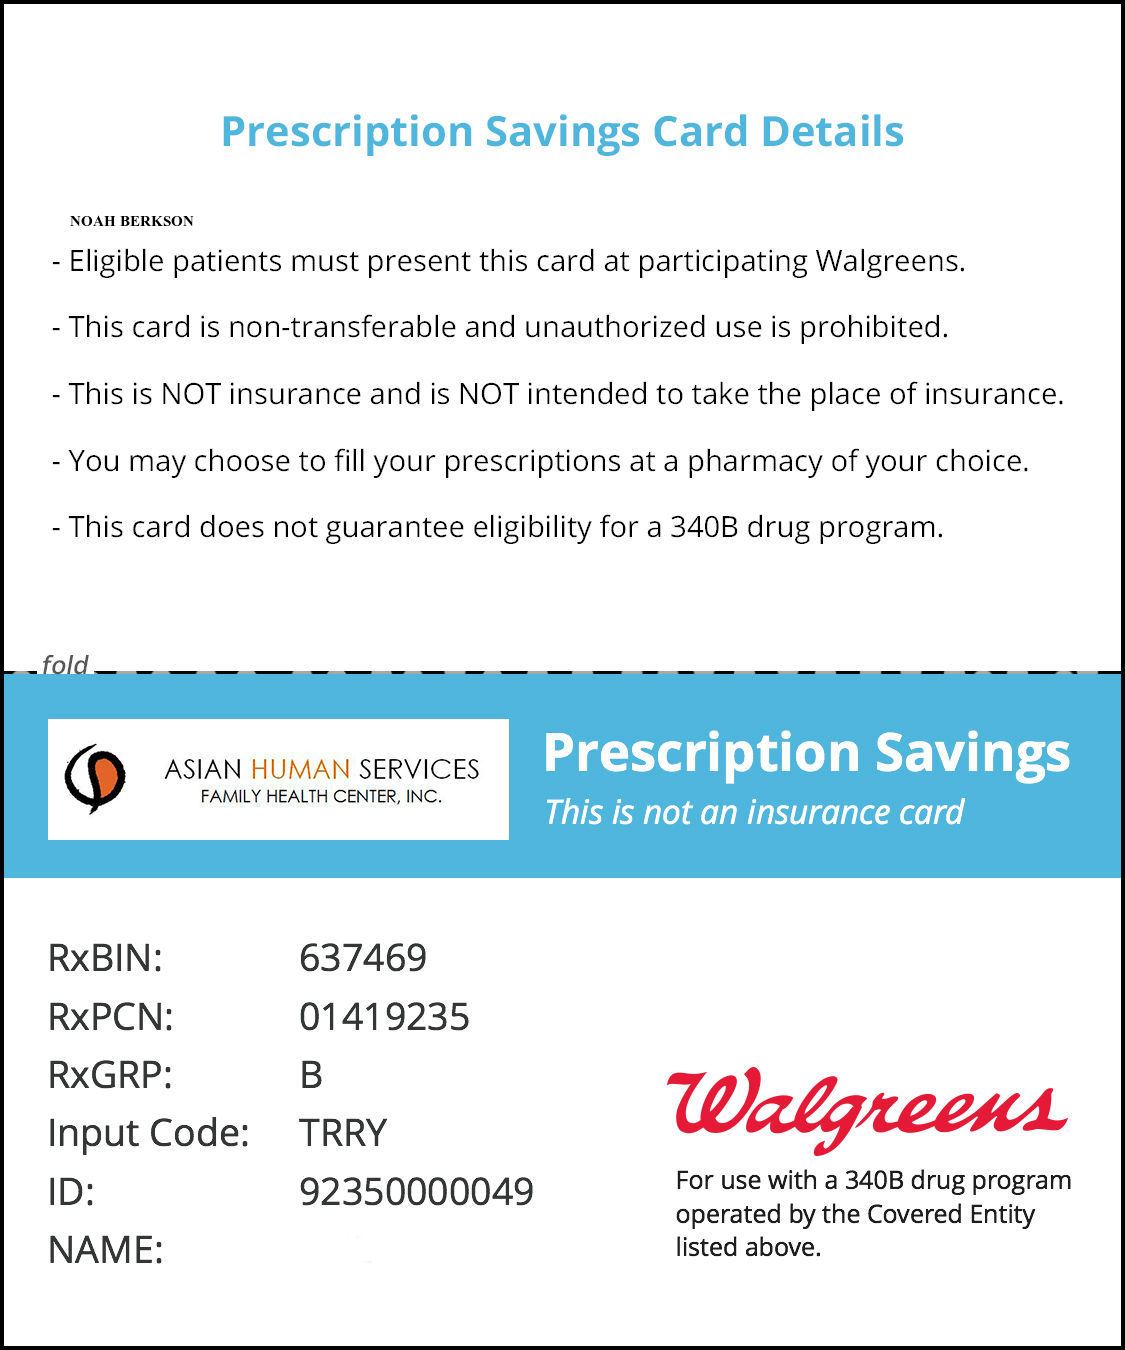 Prescription Savings Card Details
NOAH BERKSON
- Eligible patients must present this card at participating Walgreens.
- This card is non-transferable and unauthorized use is prohibited.
- This is NOT insurance and is NOT intended to take the place of insurance.
- You may choose to fill your prescriptions at a pharmacy of your choice.
- This card does not guarantee eligibility for a 340B drug program.
fold
ASIAN HUMAN SERVICES
FAMILY HEALTH CENTER, INC.
Prescription Savings
This is not an insurance card
RxBIN: 637469
RxPCN: 01419235
RxGRP: B
Input Code: TRRY
ID: 92350000049
NAME:
Walgreens
For use with a 340B drug program
operated by the Covered Entity
listed above.